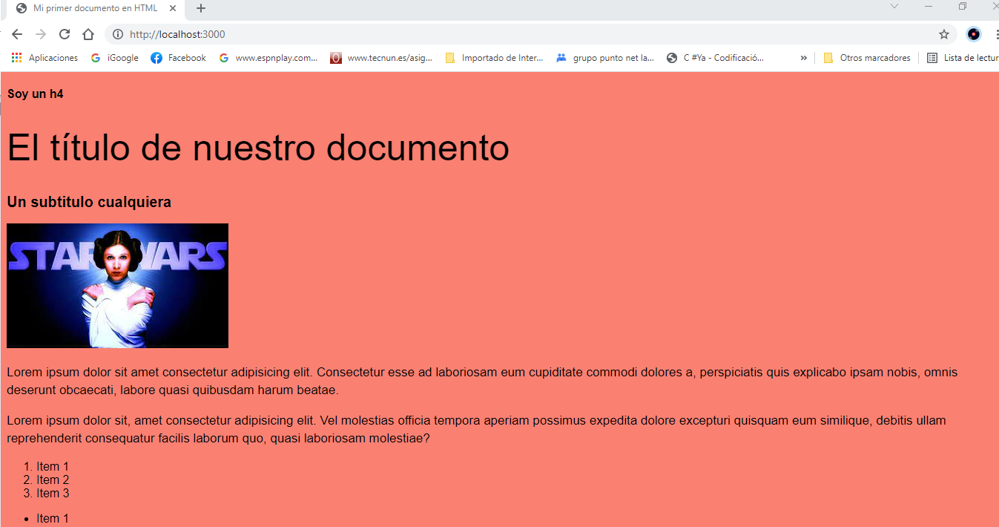 Mi primer documento en HTML
http://localhost:3000
Aplicaciones iGoogle Facebook www.espnplay.com... www.tecnun.es/asig... Importado de Inter... grupo punto net la... C #Ya - Codificació... » Otros marcadores Lista de lectur
Soy un h4
El título de nuestro documento
Un subtitulo cualquiera
STAR WARS
Lorem ipsum dolor sit amet consectetur adipisicing elit. Consectetur esse ad laboriosam eum cupiditate commodi dolores a, perspiciatis quis explicabo ipsam nobis, omnis
deserunt obcaecati, labore quasi quibusdam harum beatae.
Lorem ipsum dolor sit, amet consectetur adipisicing elit. Vel molestias officia tempora aperiam possimus expedita dolore excepturi quisquam eum similique, debitis ullam
reprehenderit consequatur facilis laborum quo, quasi laboriosam molestiae?
1. Item 1
2. Item 2
3. Item 3
• Item 1